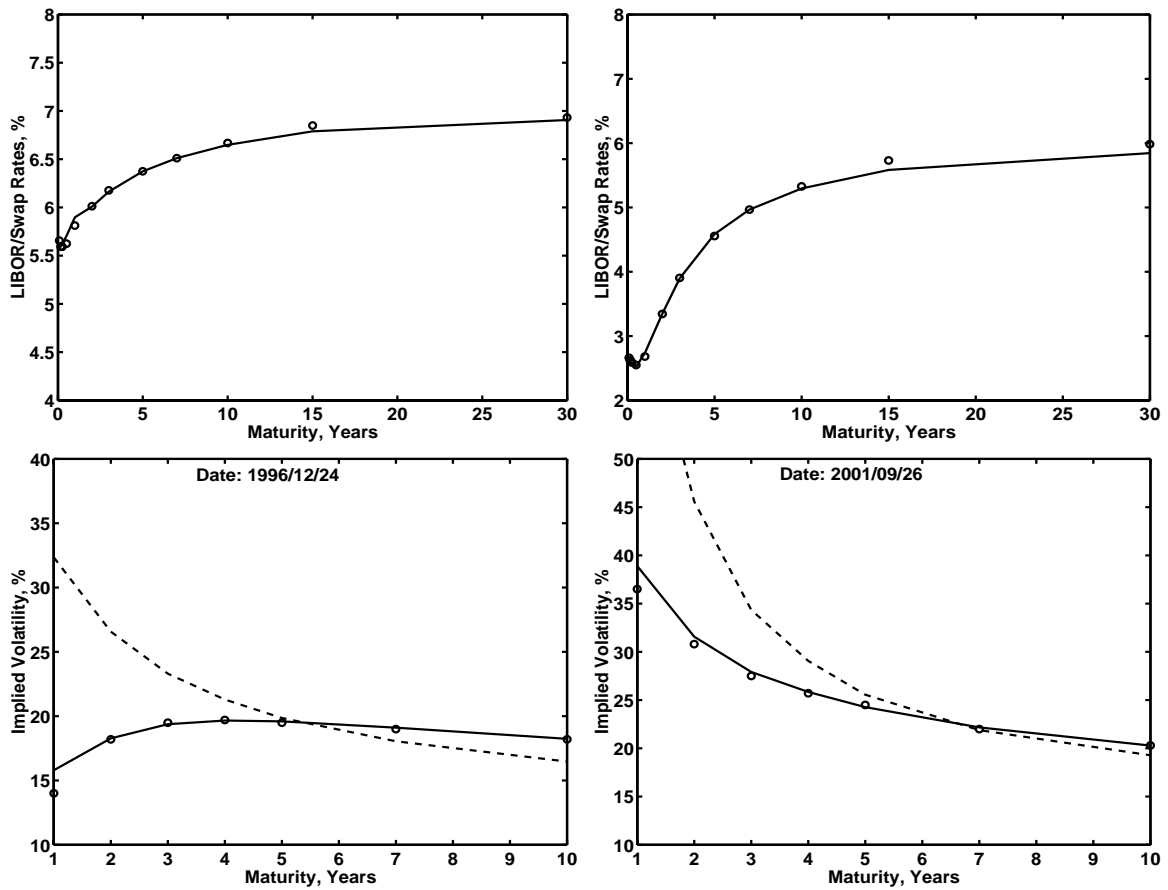 8
7.5
7
6.5
6
5.5
5
4.5
4
LIBOR/Swap Rates, %
0 5 10 15 20 25 30
Maturity, Years
8
7
6
5
4
3
2
LIBOR/Swap Rates, %
0 5 10 15 20 25 30
Maturity, Years
40
35
30
25
20
15
10
Implied Volatility, %
Date: 1996/12/24
1 2 3 4 5 6 7 8 9 10
Maturity, Years
50
45
40
35
30
25
20
15
10
Implied Volatility, %
Date: 2001/09/26
1 2 3 4 5 6 7 8 9 10
Maturity, Years